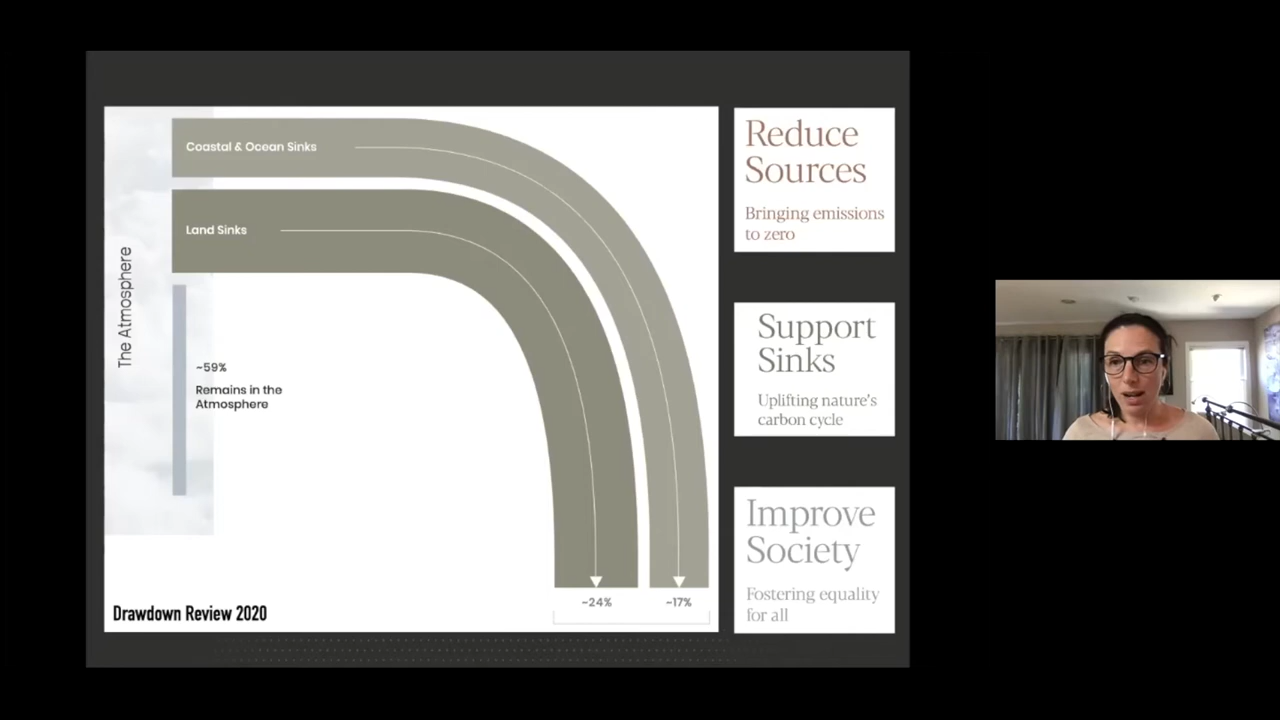 Coastal & Ocean Sinks
Land Sinks
The Atmosphere
~59%
Remains in the
Atmosphere
~24%
~17%
Drawdown Review 2020
Reduce
Sources
Bringing emissions
to zero
Support
Sinks
Uplifting nature's
carbon cycle
Improve
Society
Fostering equality
for all